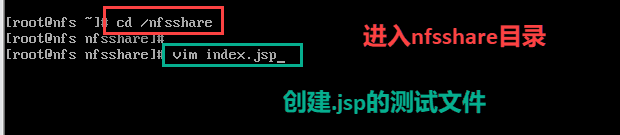 [root@nfs ~]# cd /nfsshare
[root@nfs nfsshare]#
[root@nfs nfsshare]# vim index.jsp_
进入nfsshare目录
创建.jsp的测试文件